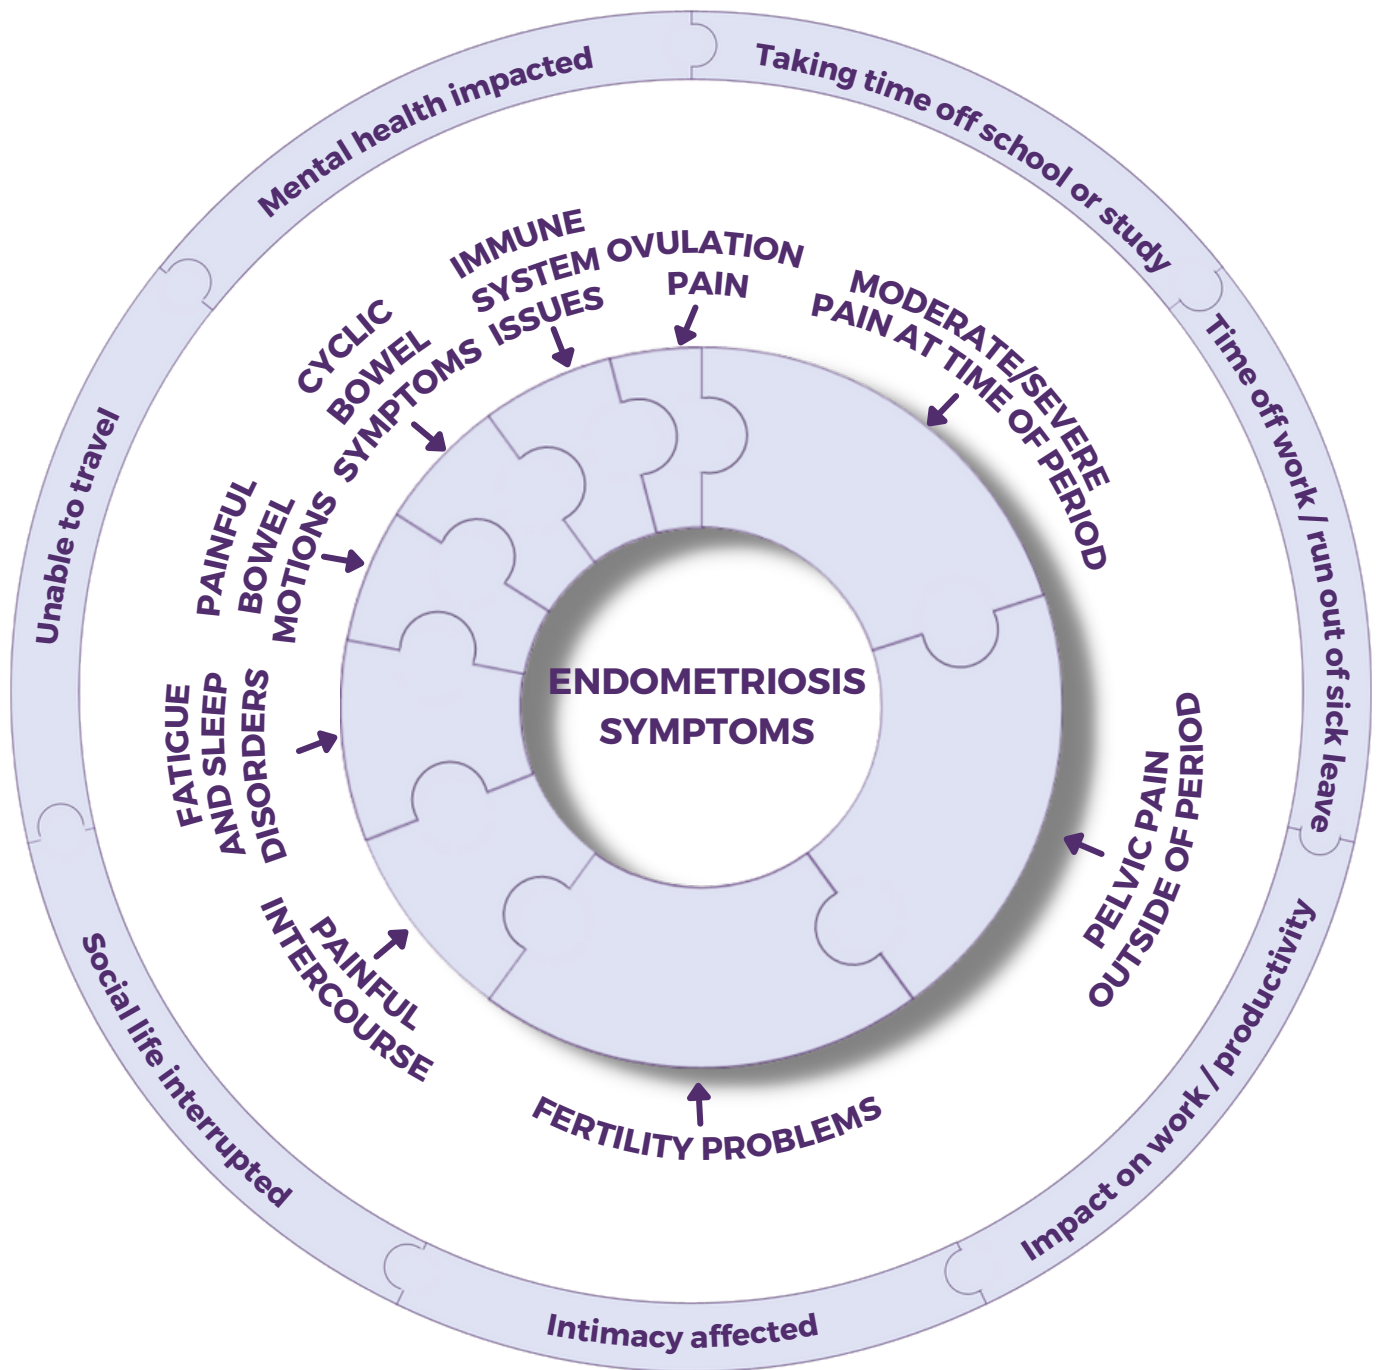 Mental health impacted
Taking time off school or study
Time off work / run out of sick leave
Impact on work / productivity
Intimacy affected
Social life interrupted
Unable to travel
IMMUNE
SYSTEM
ISSUES
OVULATION
PAIN
MODERATE/SEVERE
PAIN AT TIME OF PERIOD
PELVIC PAIN
OUTSIDE OF PERIOD
FERTILITY PROBLEMS
PAINFUL
INTERCOURSE
FATIGUE
AND SLEEP
DISORDERS
PAINFUL
BOWEL
MOTIONS
CYCLIC
BOWEL
SYMPTOMS
ENDOMETRIOSIS
SYMPTOMS